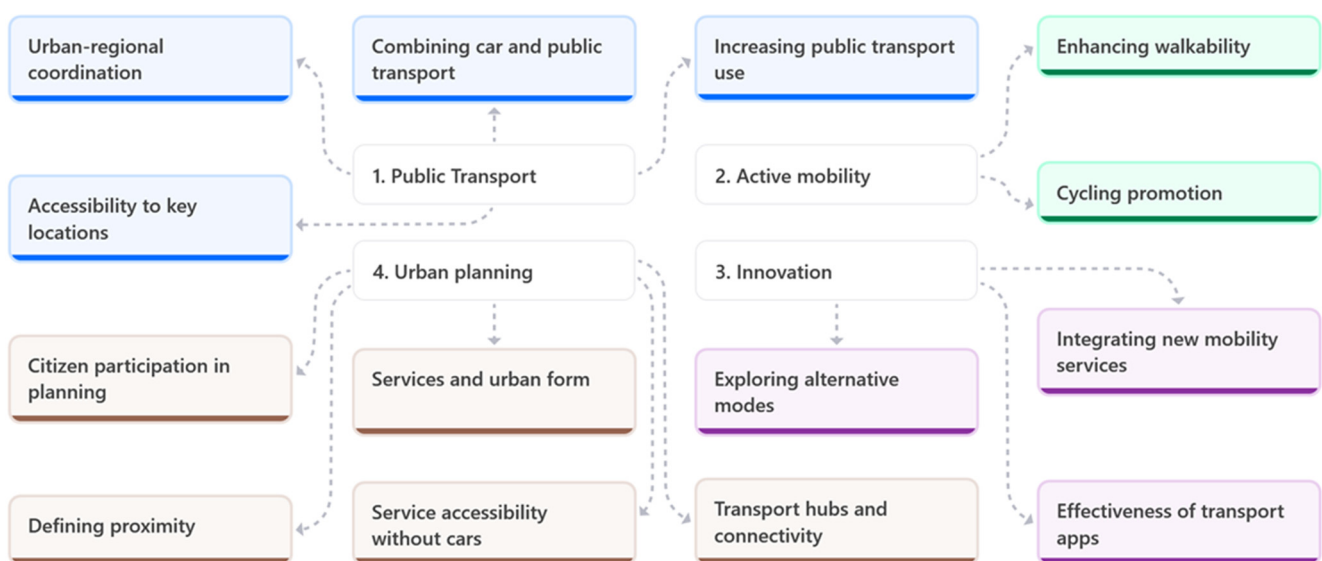 Urban-regional
coordination
Combining car and public
transport
Increasing public transport
use
Enhancing walkability
1. Public Transport
2. Active mobility
Accessibility to key
locations
Cycling promotion
4. Urban planning
3. Innovation
Citizen participation in
planning
Services and urban form
Exploring alternative
modes
Integrating new mobility
services
Defining proximity
Service accessibility
without cars
Transport hubs and
connectivity
Effectiveness of transport
apps